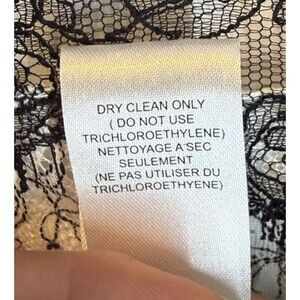 DRY CLEAN ONLY
( DO NOT USE
TRICHLOROETHYLENE)
NETTOYAGE A'SEC
SEULEMENT
(NE PAS UTILISER DU
TRICHLOROETHYENE)